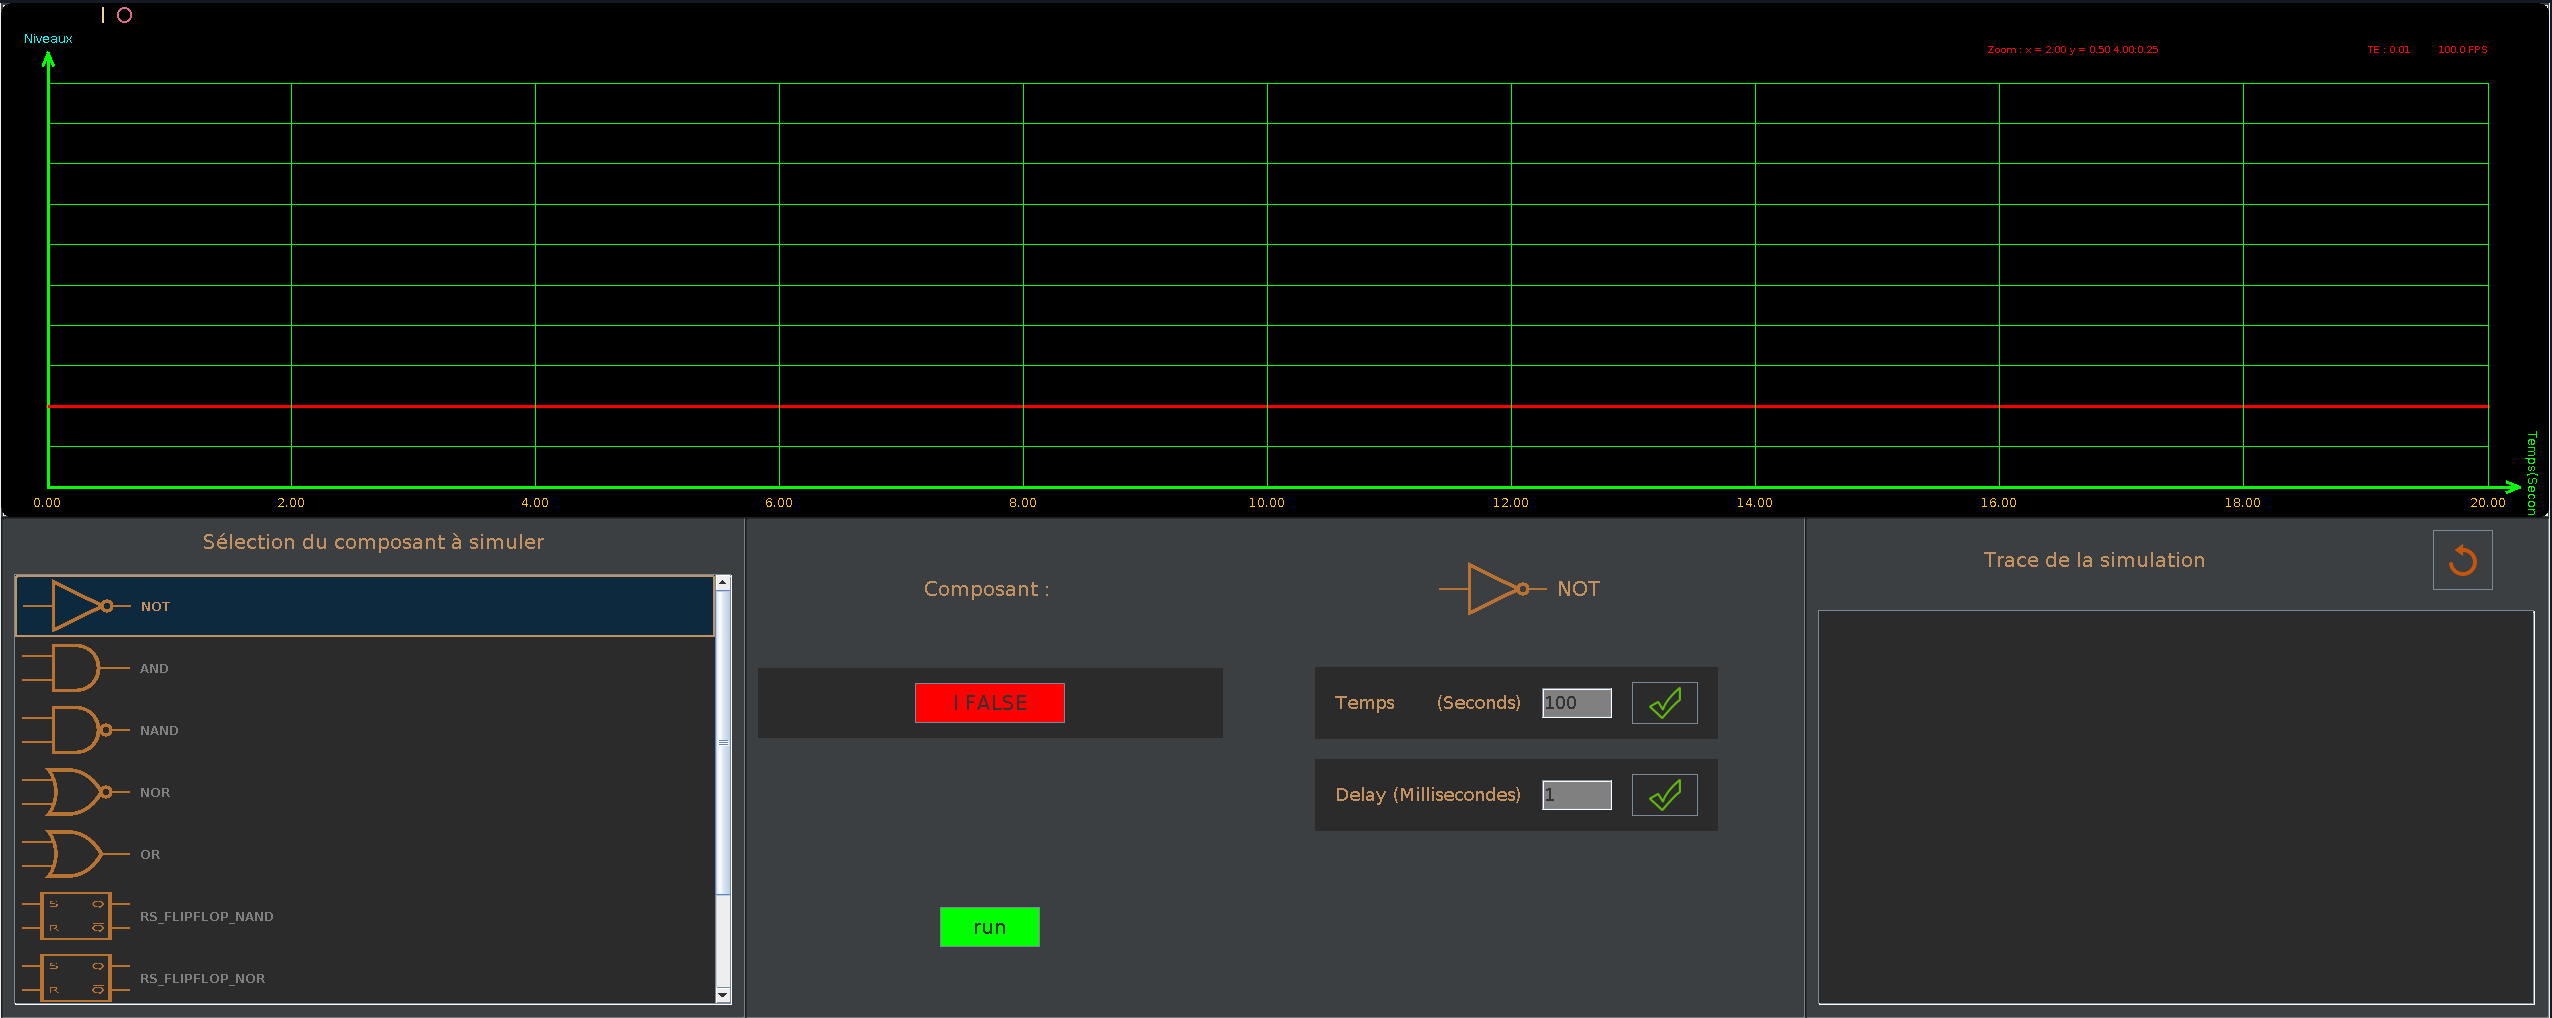 I O
Niveaux
Zoom : x = 2.00 y = 0.50 4.00:0.25
TE : 0.01 100.0 FPS
Temps(Secon
0.00 2.00 4.00 6.00 8.00 10.00 12.00 14.00 16.00 18.00 20.00
Sélection du composant à simuler
NOT
AND
NAND
NOR
OR
S Q
R Q
RS_FLIPFLOP_NAND
S Q
R Q
RS_FLIPFLOP_NOR
Composant :
NOT
I FALSE
Temps (Seconds) 100
Delay (Millisecondes) 1
run
Trace de la simulation